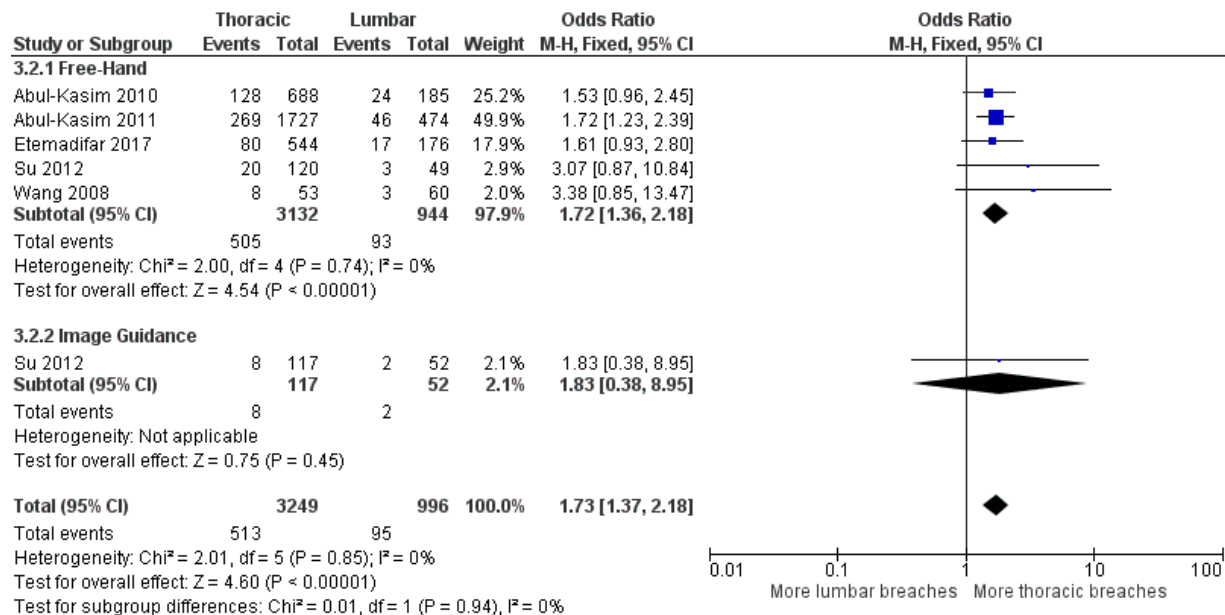 Thoracic Lumbar Odds Ratio Odds Ratio
Study or Subgroup Events Total Events Total Weight M-H, Fixed, 95% CI M-H, Fixed, 95% CI
3.2.1 Free-Hand
Abul-Kasim 2010 128 688 24 185 25.2% 1.53 [0.96, 2.45]
Abul-Kasim 2011 269 1727 46 474 49.9% 1.72 [1.23, 2.39]
Etemadifar 2017 80 544 17 176 17.9% 1.61 [0.93, 2.80]
Su 2012 20 120 3 49 2.9% 3.07 [0.87, 10.84]
Wang 2008 8 53 3 60 2.0% 3.38 [0.85, 13.47]
Subtotal (95% CI) 3132 944 97.9% 1.72 [1.36, 2.18]
Total events 505 93
Heterogeneity: Chi² = 2.00, df = 4 (P = 0.74); I² = 0%
Test for overall effect: Z = 4.54 (P < 0.00001)
3.2.2 Image Guidance
Su 2012 8 117 2 52 2.1% 1.83 [0.38, 8.95]
Subtotal (95% CI) 117 52 2.1% 1.83 [0.38, 8.95]
Total events 8 2
Heterogeneity: Not applicable
Test for overall effect: Z = 0.75 (P = 0.45)
Total (95% CI) 3249 996 100.0% 1.73 [1.37, 2.18]
Total events 513 95
Heterogeneity: Chi² = 2.01, df = 5 (P = 0.85); I² = 0%
Test for overall effect: Z = 4.60 (P < 0.00001)
Test for subgroup differences: Chi² = 0.01, df = 1 (P = 0.94), I² = 0%
0.01 0.1 1 10 100
More lumbar breaches More thoracic breaches